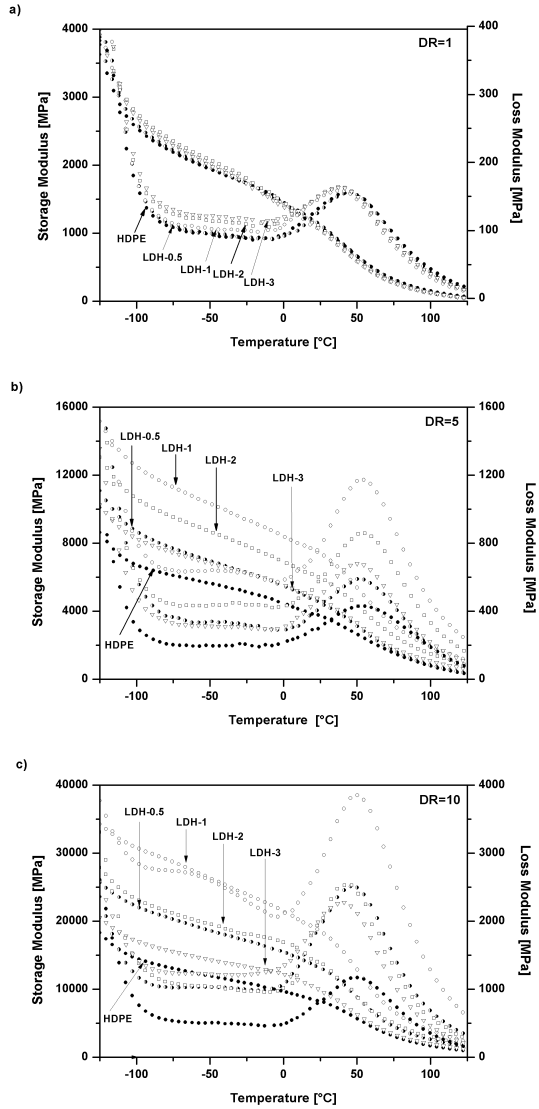 a)
DR=1
4000
3000
2000
1000
0
Storage Modulus [MPa]
400
300
200
100
0
Loss Modulus [MPa]
HDPE
LDH-0.5
LDH-1
LDH-2
LDH-3
-100 -50 0 50 100
Temperature [°C]
b)
DR=5
16000
12000
8000
4000
0
Storage Modulus [MPa]
1600
1200
800
400
0
Loss Modulus [MPa]
LDH-0.5
LDH-1
LDH-2
LDH-3
HDPE
-100 -50 0 50 100
Temperature [°C]
c)
DR=10
40000
30000
20000
10000
0
Storage Modulus [MPa]
4000
3000
2000
1000
0
Loss Modulus [MPa]
LDH-0.5
LDH-1
LDH-2
LDH-3
HDPE
-100 -50 0 50 100
Temperature [°C]